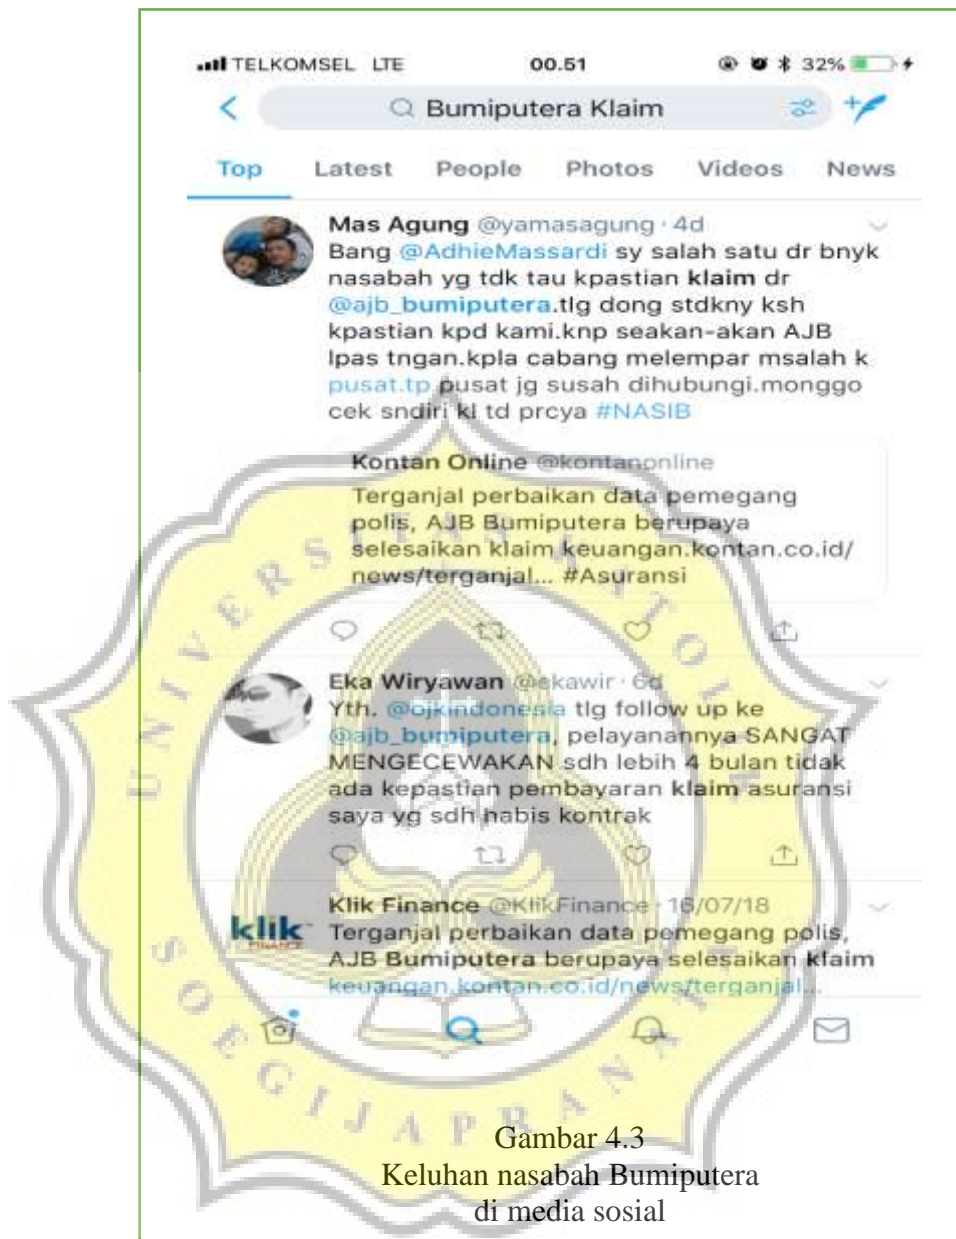 TELKOMSEL LTE 00.51 32%
Bumiputera Klaim
Top Latest People Photos Videos News
Mas Agung @yamasagung · 4d
Bang @AdhieMassardi sy salah satu dr bnyk
nasabah yg tdk tau kpastian klaim dr
@ajb_bumiputera.tlg dong stdkny ksh
kpastian kpd kami.knp seakan-akan AJB
lpas tngan.kpla cabang melempar msalah k
pusat.tp pusat jg susah dihubungi.monggo
cek sndiri kl td prcya #NASIB
Kontan Online @kontanonline
Terganjal perbaikan data pemegang
polis, AJB Bumiputera berupaya
selesaikan klaim keuangan.kontan.co.id/
news/terganjal... #Asuransi
Eka Wiryawan @ekawir · 6d
Yth. @ojkindonesia tlg follow up ke
@ajb_bumiputera, pelayanannya SANGAT
MENGECEWAKAN sdh lebih 4 bulan tidak
ada kepastian pembayaran klaim asuransi
saya yg sdh habis kontrak
klik FINANCE
Klik Finance @KlikFinance · 16/07/18
Terganjal perbaikan data pemegang polis,
AJB Bumiputera berupaya selesaikan klaim
keuangan.kontan.co.id/news/terganjal...
UNIVERSITAS KATOLIK
SOEGIJAPRANATA
Gambar 4.3
Keluhan nasabah Bumiputera
di media sosial